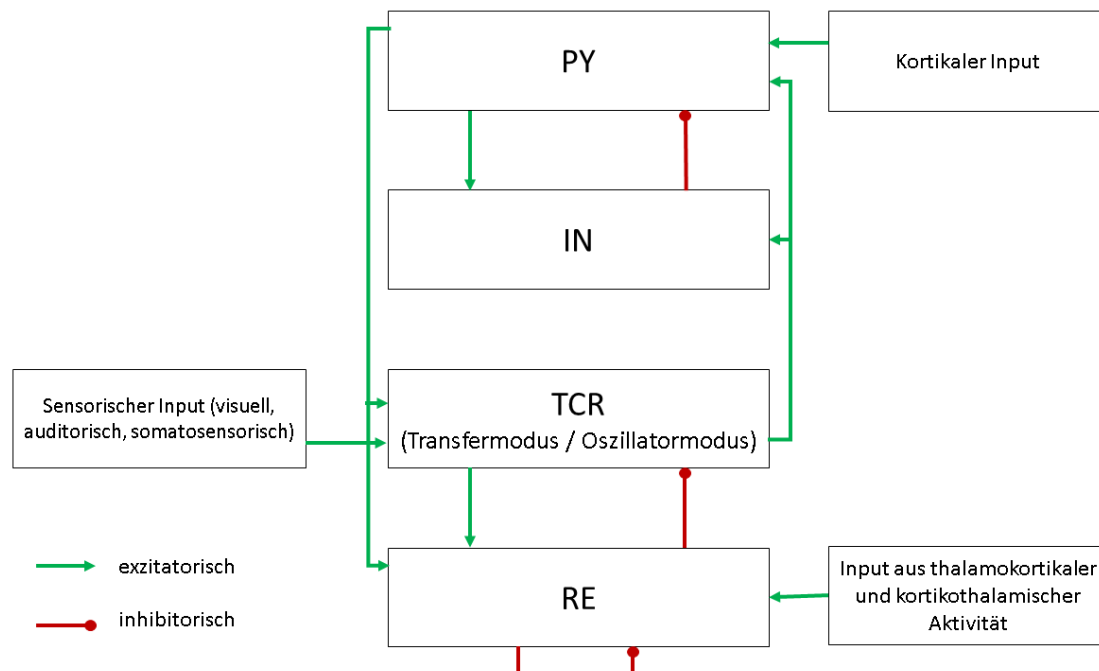 PY
Kortikaler Input
IN
Sensorischer Input (visuell,
auditorisch, somatosensorisch)
TCR
(Transfermodus / Oszillatormodus)
exzitatorisch
inhibitorisch
RE
Input aus thalamokortikaler
und kortikothalamischer
Aktivität